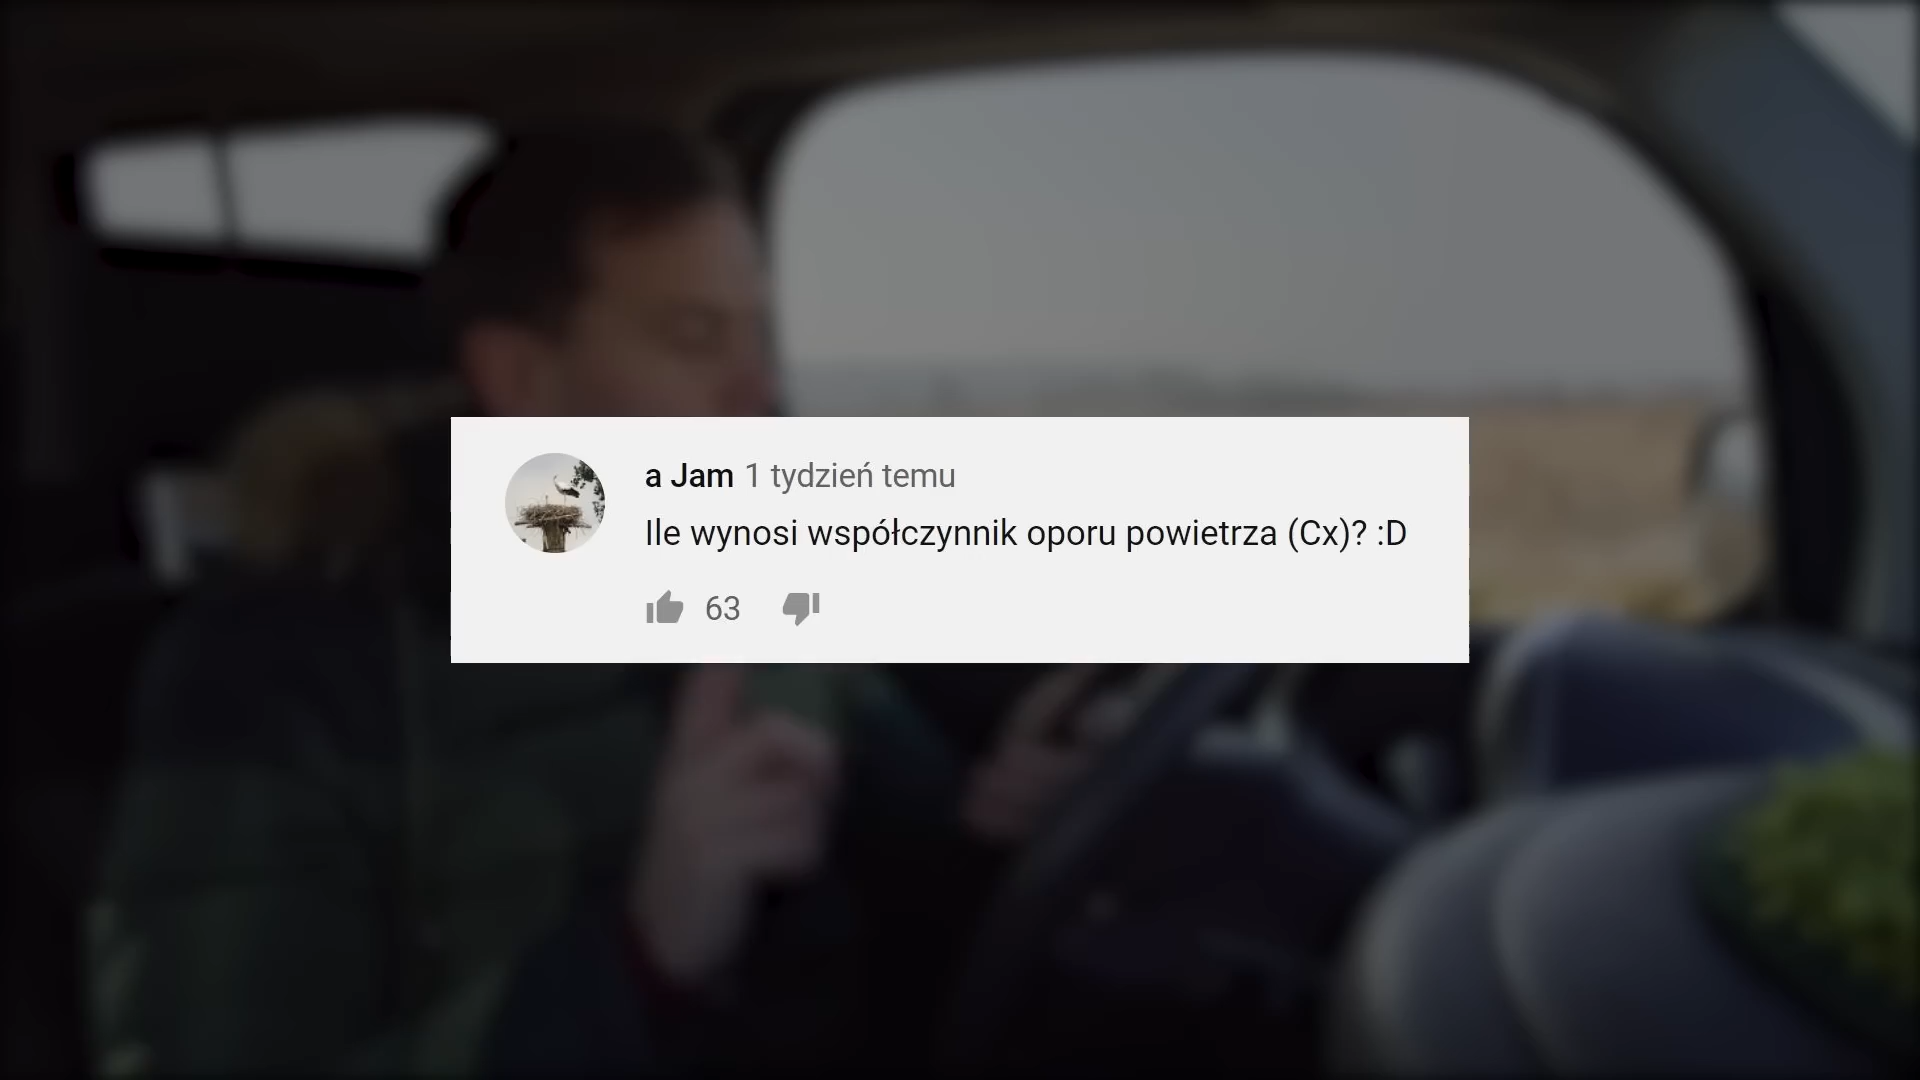 a Jam 1 tydzień temu
Ile wynosi współczynnik oporu powietrza (Cx)? :D
63